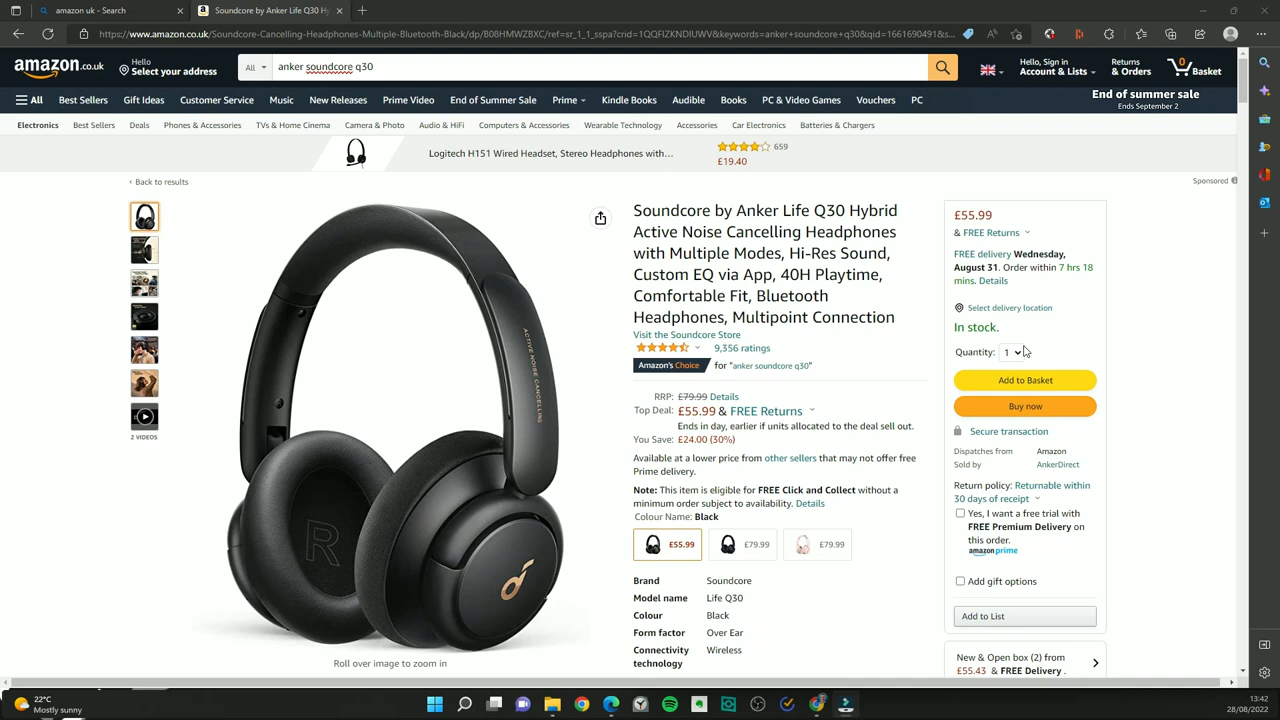 amazon uk - Search
Soundcore by Anker Life Q30 Hy
https://www.amazon.co.uk/Soundcore-Cancelling-Headphones-Multiple-Bluetooth-Black/dp/B08HMWZBXC/ref=sr_1_1_sspa?crid=1QQFIZKNDIUWV&keywords=anker+soundcore+q30&qid=1661690491&s...
amazon.co.uk
Hello
Select your address
All
anker soundcore q30
Hello, Sign in
Account & Lists
Returns
& Orders
0
Basket
All Best Sellers Gift Ideas Customer Service Music New Releases Prime Video End of Summer Sale Prime Kindle Books Audible Books PC & Video Games Vouchers PC
End of summer sale
Ends September 2
Electronics Best Sellers Deals Phones & Accessories TVs & Home Cinema Camera & Photo Audio & HiFi Computers & Accessories Wearable Technology Accessories Car Electronics Batteries & Chargers
Logitech H151 Wired Headset, Stereo Headphones with...
659
£19.40
‹ Back to results
Sponsored
2 VIDEOS
ACTIVE NOISE CANCELLING
R
Roll over image to zoom in
Soundcore by Anker Life Q30 Hybrid
Active Noise Cancelling Headphones
with Multiple Modes, Hi-Res Sound,
Custom EQ via App, 40H Playtime,
Comfortable Fit, Bluetooth
Headphones, Multipoint Connection
Visit the Soundcore Store
9,356 ratings
Amazon's Choice for "anker soundcore q30"
RRP: £79.99 Details
Top Deal: £55.99 & FREE Returns
Ends in day, earlier if units allocated to the deal sell out.
You Save: £24.00 (30%)
Available at a lower price from other sellers that may not offer free
Prime delivery.
Note: This item is eligible for FREE Click and Collect without a
minimum order subject to availability. Details
Colour Name: Black
£55.99
£79.99
£79.99
Brand Soundcore
Model name Life Q30
Colour Black
Form factor Over Ear
Connectivity Wireless
technology
£55.99
& FREE Returns
FREE delivery Wednesday,
August 31. Order within 7 hrs 18
mins. Details
Select delivery location
In stock.
Quantity: 1
Add to Basket
Buy now
Secure transaction
Dispatches from Amazon
Sold by AnkerDirect
Return policy: Returnable within
30 days of receipt
Yes, I want a free trial with
FREE Premium Delivery on
this order.
amazon prime
Add gift options
Add to List
New & Open box (2) from
£55.43 & FREE Delivery .
22°C
Mostly sunny
13:42
28/08/2022